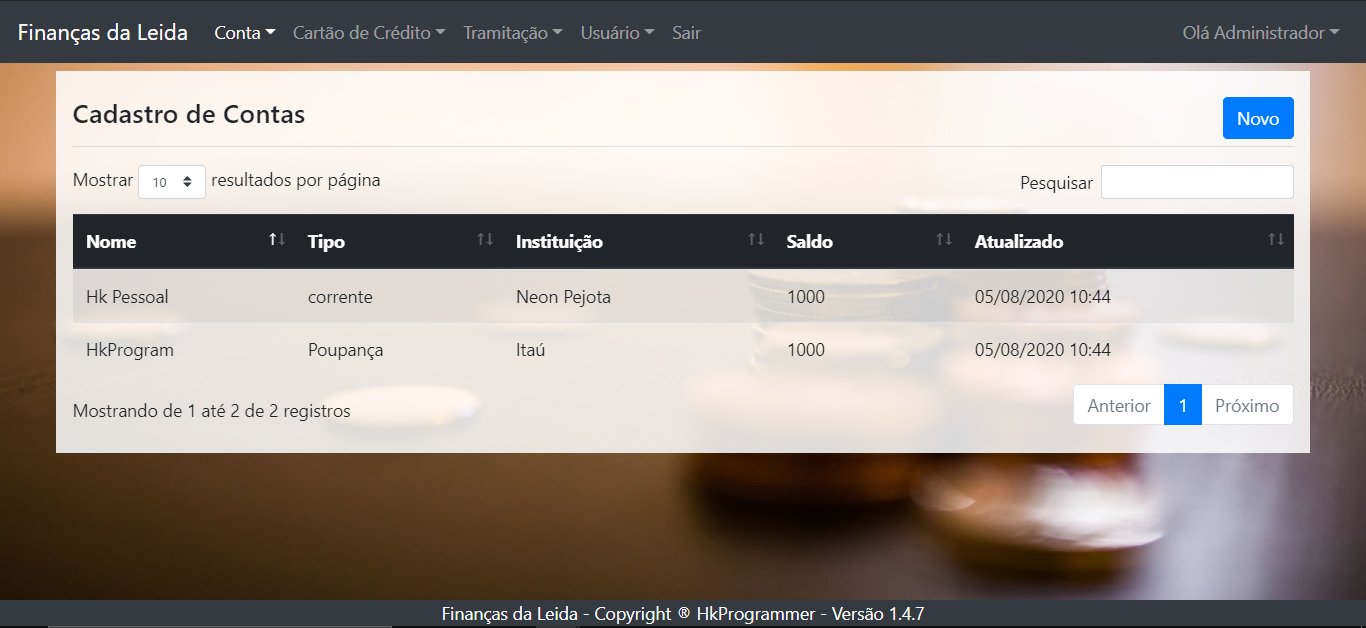 Finanças da Leida Conta Cartão de Crédito Tramitação Usuário Sair Olá Administrador
Cadastro de Contas Novo
Mostrar 10 resultados por página Pesquisar
Nome Tipo Instituição Saldo Atualizado
Hk Pessoal corrente Neon Pejota 1000 05/08/2020 10:44
HkProgram Poupança Itaú 1000 05/08/2020 10:44
Mostrando de 1 até 2 de 2 registros Anterior 1 Próximo
Finanças da Leida - Copyright ® HkProgrammer - Versão 1.4.7